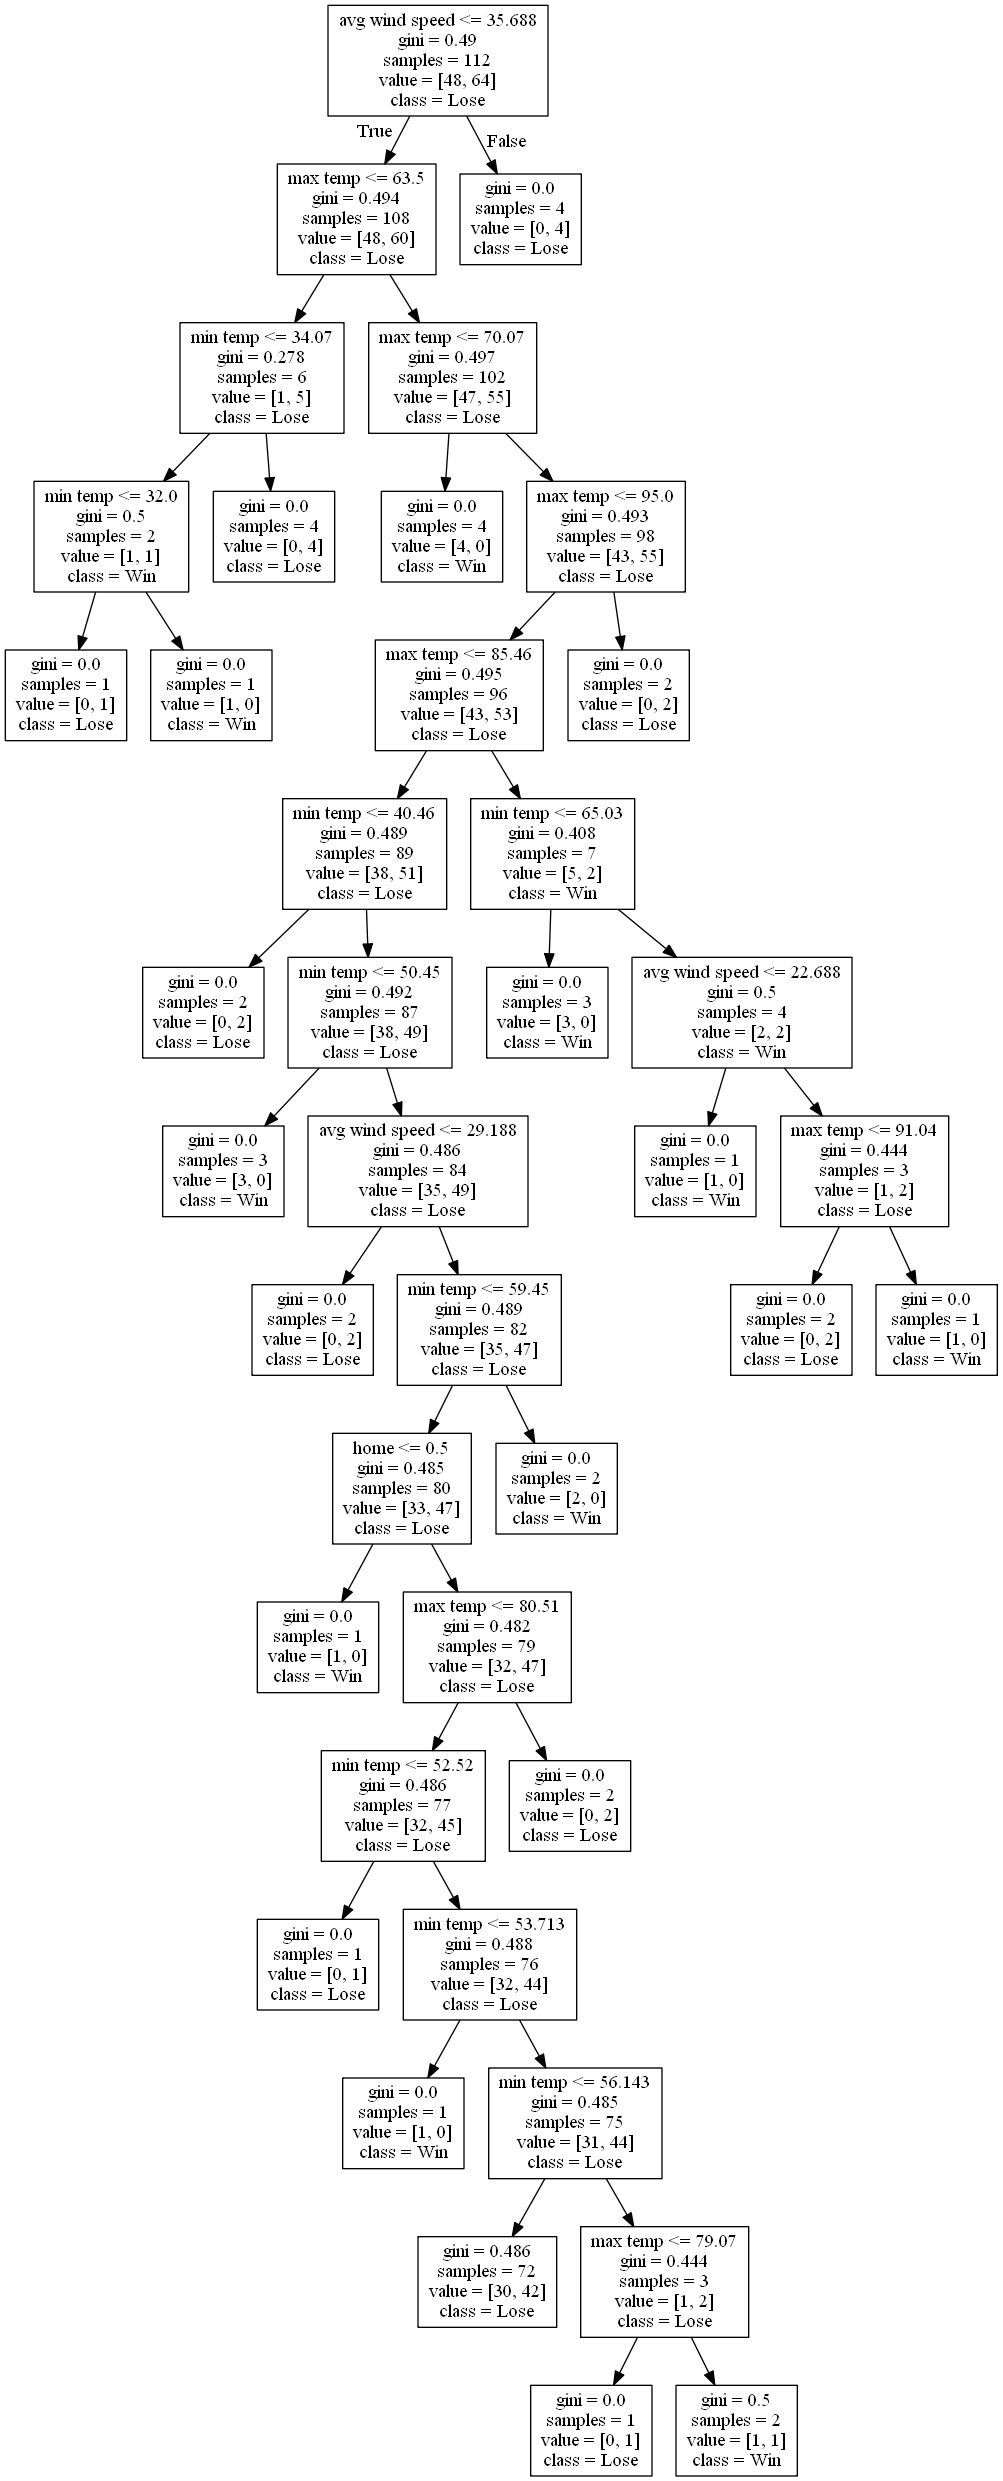 avg wind speed <= 35.688
gini = 0.49
samples = 112
value = [48, 64]
class = Lose
True
False
max temp <= 63.5
gini = 0.494
samples = 108
value = [48, 60]
class = Lose
gini = 0.0
samples = 4
value = [0, 4]
class = Lose
min temp <= 34.07
gini = 0.278
samples = 6
value = [1, 5]
class = Lose
max temp <= 70.07
gini = 0.497
samples = 102
value = [47, 55]
class = Lose
min temp <= 32.0
gini = 0.5
samples = 2
value = [1, 1]
class = Win
gini = 0.0
samples = 4
value = [0, 4]
class = Lose
gini = 0.0
samples = 4
value = [4, 0]
class = Win
max temp <= 95.0
gini = 0.493
samples = 98
value = [43, 55]
class = Lose
gini = 0.0
samples = 1
value = [0, 1]
class = Lose
gini = 0.0
samples = 1
value = [1, 0]
class = Win
max temp <= 85.46
gini = 0.495
samples = 96
value = [43, 53]
class = Lose
gini = 0.0
samples = 2
value = [0, 2]
class = Lose
min temp <= 40.46
gini = 0.489
samples = 89
value = [38, 51]
class = Lose
min temp <= 65.03
gini = 0.408
samples = 7
value = [5, 2]
class = Win
gini = 0.0
samples = 2
value = [0, 2]
class = Lose
min temp <= 50.45
gini = 0.492
samples = 87
value = [38, 49]
class = Lose
gini = 0.0
samples = 3
value = [3, 0]
class = Win
avg wind speed <= 22.688
gini = 0.5
samples = 4
value = [2, 2]
class = Win
gini = 0.0
samples = 3
value = [3, 0]
class = Win
avg wind speed <= 29.188
gini = 0.486
samples = 84
value = [35, 49]
class = Lose
gini = 0.0
samples = 1
value = [1, 0]
class = Win
max temp <= 91.04
gini = 0.444
samples = 3
value = [1, 2]
class = Lose
gini = 0.0
samples = 2
value = [0, 2]
class = Lose
min temp <= 59.45
gini = 0.489
samples = 82
value = [35, 47]
class = Lose
gini = 0.0
samples = 2
value = [0, 2]
class = Lose
gini = 0.0
samples = 1
value = [1, 0]
class = Win
home <= 0.5
gini = 0.485
samples = 80
value = [33, 47]
class = Lose
gini = 0.0
samples = 2
value = [2, 0]
class = Win
gini = 0.0
samples = 1
value = [1, 0]
class = Win
max temp <= 80.51
gini = 0.482
samples = 79
value = [32, 47]
class = Lose
min temp <= 52.52
gini = 0.486
samples = 77
value = [32, 45]
class = Lose
gini = 0.0
samples = 2
value = [0, 2]
class = Lose
gini = 0.0
samples = 1
value = [0, 1]
class = Lose
min temp <= 53.713
gini = 0.488
samples = 76
value = [32, 44]
class = Lose
gini = 0.0
samples = 1
value = [1, 0]
class = Win
min temp <= 56.143
gini = 0.485
samples = 75
value = [31, 44]
class = Lose
gini = 0.486
samples = 72
value = [30, 42]
class = Lose
max temp <= 79.07
gini = 0.444
samples = 3
value = [1, 2]
class = Lose
gini = 0.0
samples = 1
value = [0, 1]
class = Lose
gini = 0.5
samples = 2
value = [1, 1]
class = Win